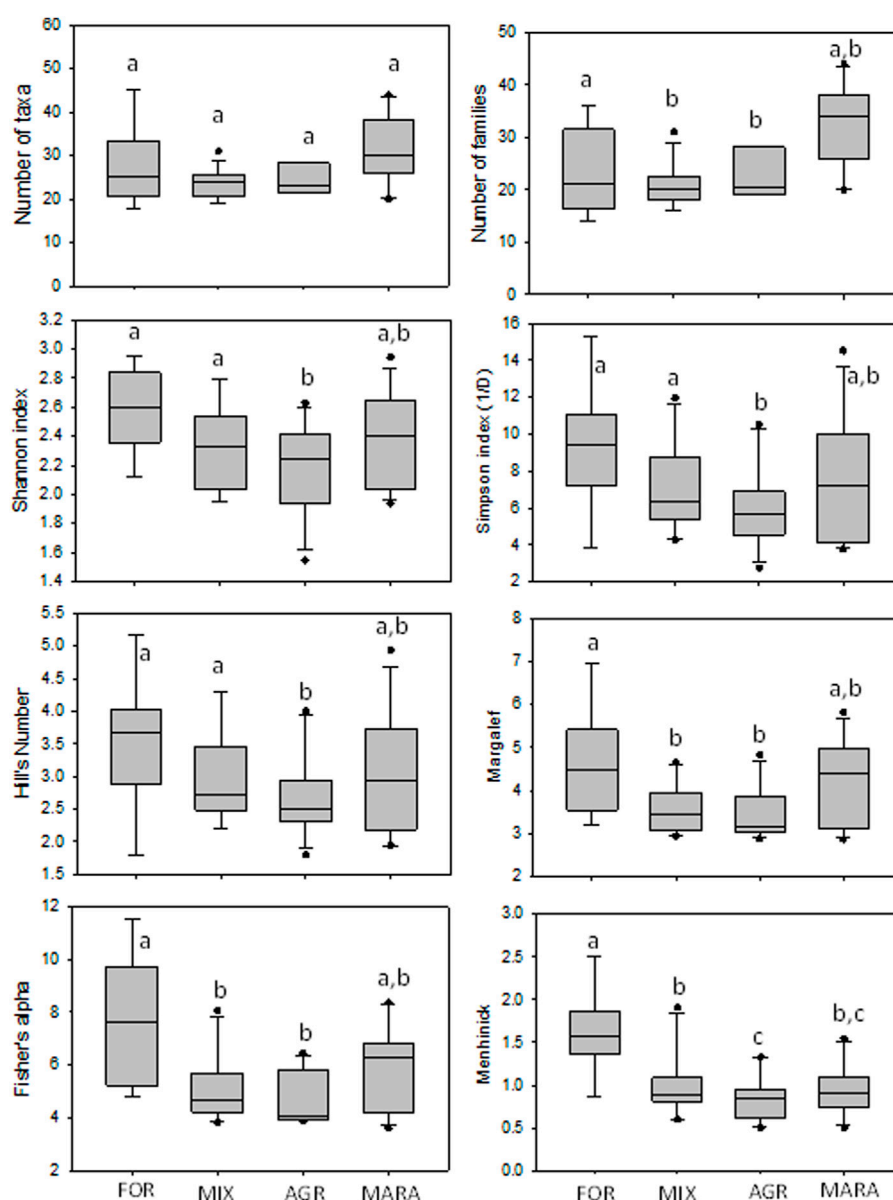 Number of taxa
60
50
40
30
20
10
0
a
a
a
a
Number of families
50
40
30
20
10
0
a
b
b
a,b
Shannon index
3.2
3.0
2.8
2.6
2.4
2.2
2.0
1.8
1.6
1.4
a
a
b
a,b
Simpson index (1/D)
16
14
12
10
8
6
4
2
a
a
b
a,b
Hill's Number
5.5
5.0
4.5
4.0
3.5
3.0
2.5
2.0
1.5
a
a
b
a,b
Margalef
8
7
6
5
4
3
2
a
b
b
a,b
Fisher's alpha
12
10
8
6
4
2
a
b
b
a,b
FOR MIX AGR MARA
Menhinick
3.0
2.5
2.0
1.5
1.0
0.5
0.0
a
b
c
b,c
FOR MIX AGR MARA